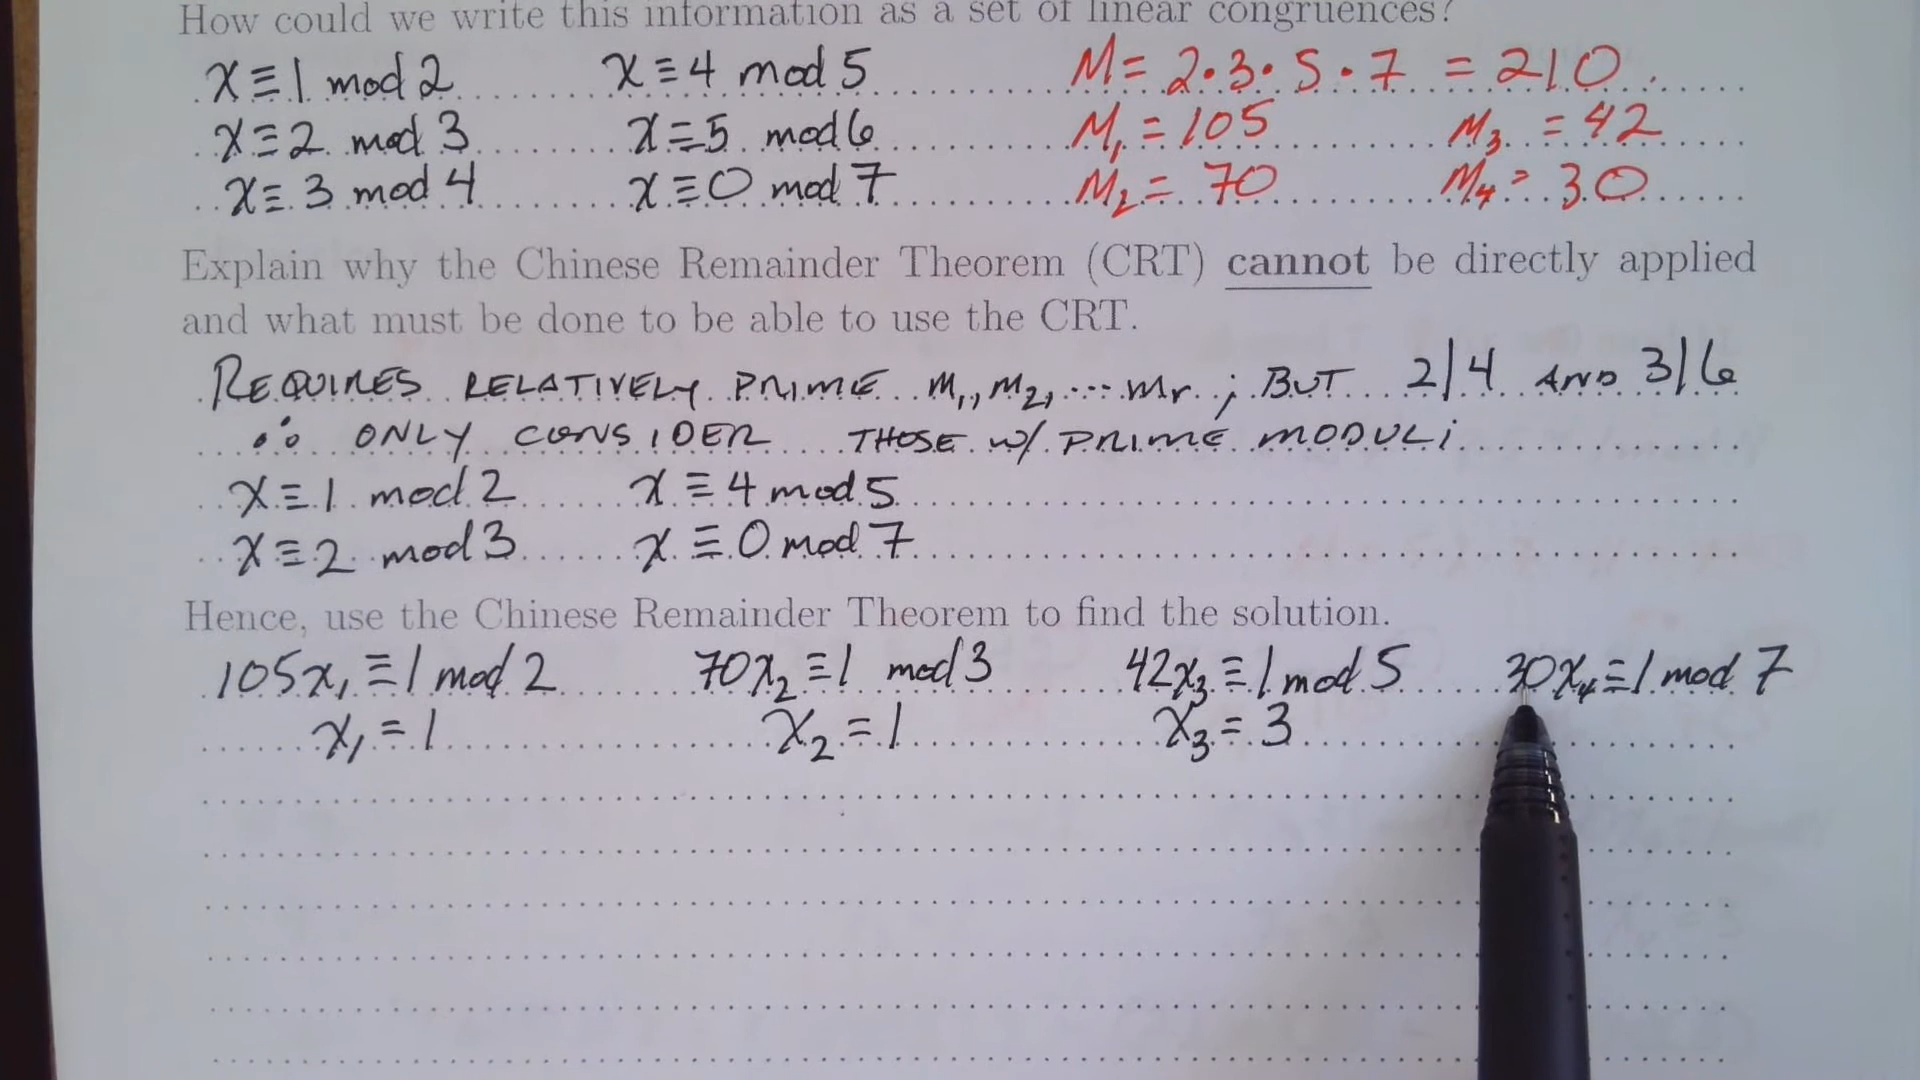 How could we write this information as a set of linear congruences?
x ≡ 1 mod 2 x ≡ 4 mod 5 M = 2·3·5·7 = 210
x ≡ 2 mod 3 x ≡ 5 mod 6 M₁ = 105 M₃ = 42
x ≡ 3 mod 4 x ≡ 0 mod 7 M₂ = 70 M₄ = 30
Explain why the Chinese Remainder Theorem (CRT) cannot be directly applied
and what must be done to be able to use the CRT.
REQUIRES RELATIVELY PRIME m₁, m₂, ... mᵣ ; BUT 2|4 AND 3|6
∴ ONLY CONSIDER THOSE w/ PRIME MODULi
x ≡ 1 mod 2 x ≡ 4 mod 5
x ≡ 2 mod 3 x ≡ 0 mod 7
Hence, use the Chinese Remainder Theorem to find the solution.
105x₁ ≡ 1 mod 2 70x₂ ≡ 1 mod 3 42x₃ ≡ 1 mod 5 30x₄ ≡ 1 mod 7
x₁ = 1 x₂ = 1 x₃ = 3